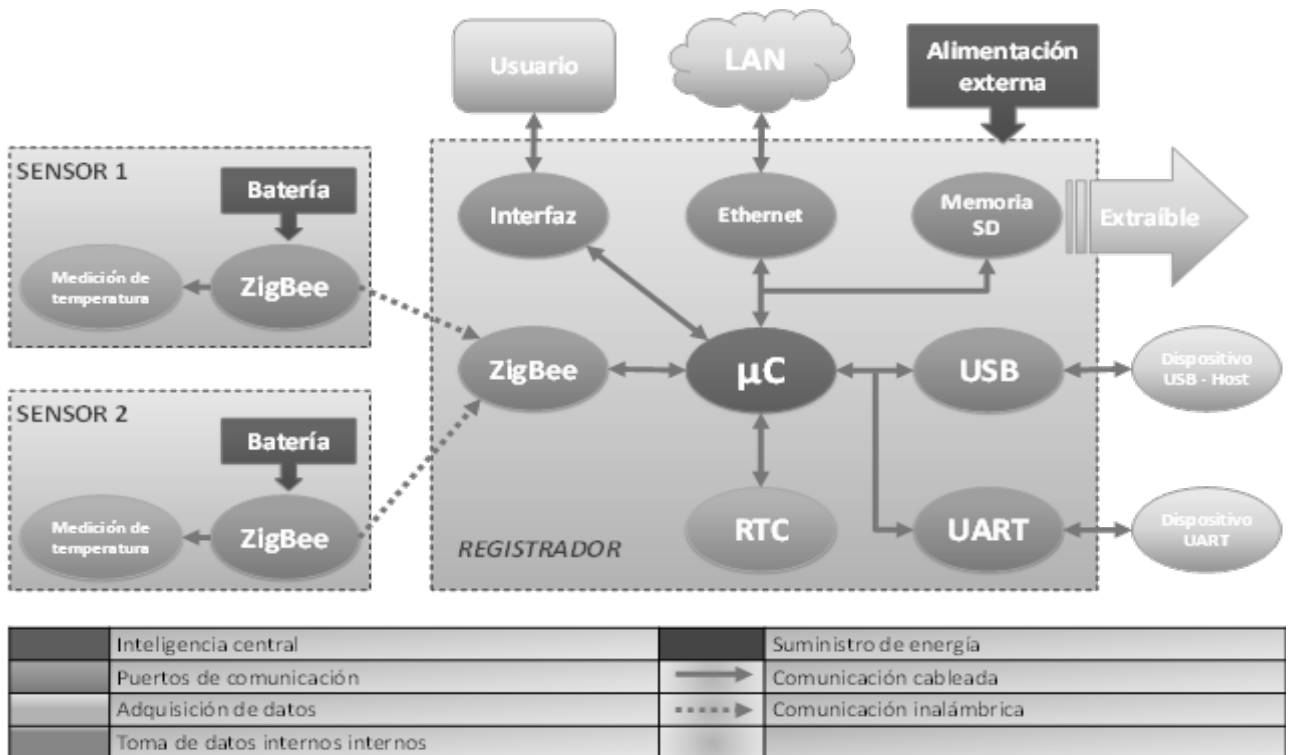 Usuario
LAN
Alimentación
externa
SENSOR 1
Batería
Medición de
temperatura
ZigBee
Interfaz
Ethernet
Memoria
SD
Extraíble
ZigBee
µC
USB
Dispositivo
USB - Host
SENSOR 2
Batería
Medición de
temperatura
ZigBee
REGISTRADOR
RTC
UART
Dispositivo
UART
Inteligencia central
Suministro de energía
Puertos de comunicación
Comunicación cableada
Adquisición de datos
Comunicación inalámbrica
Toma de datos internos internos